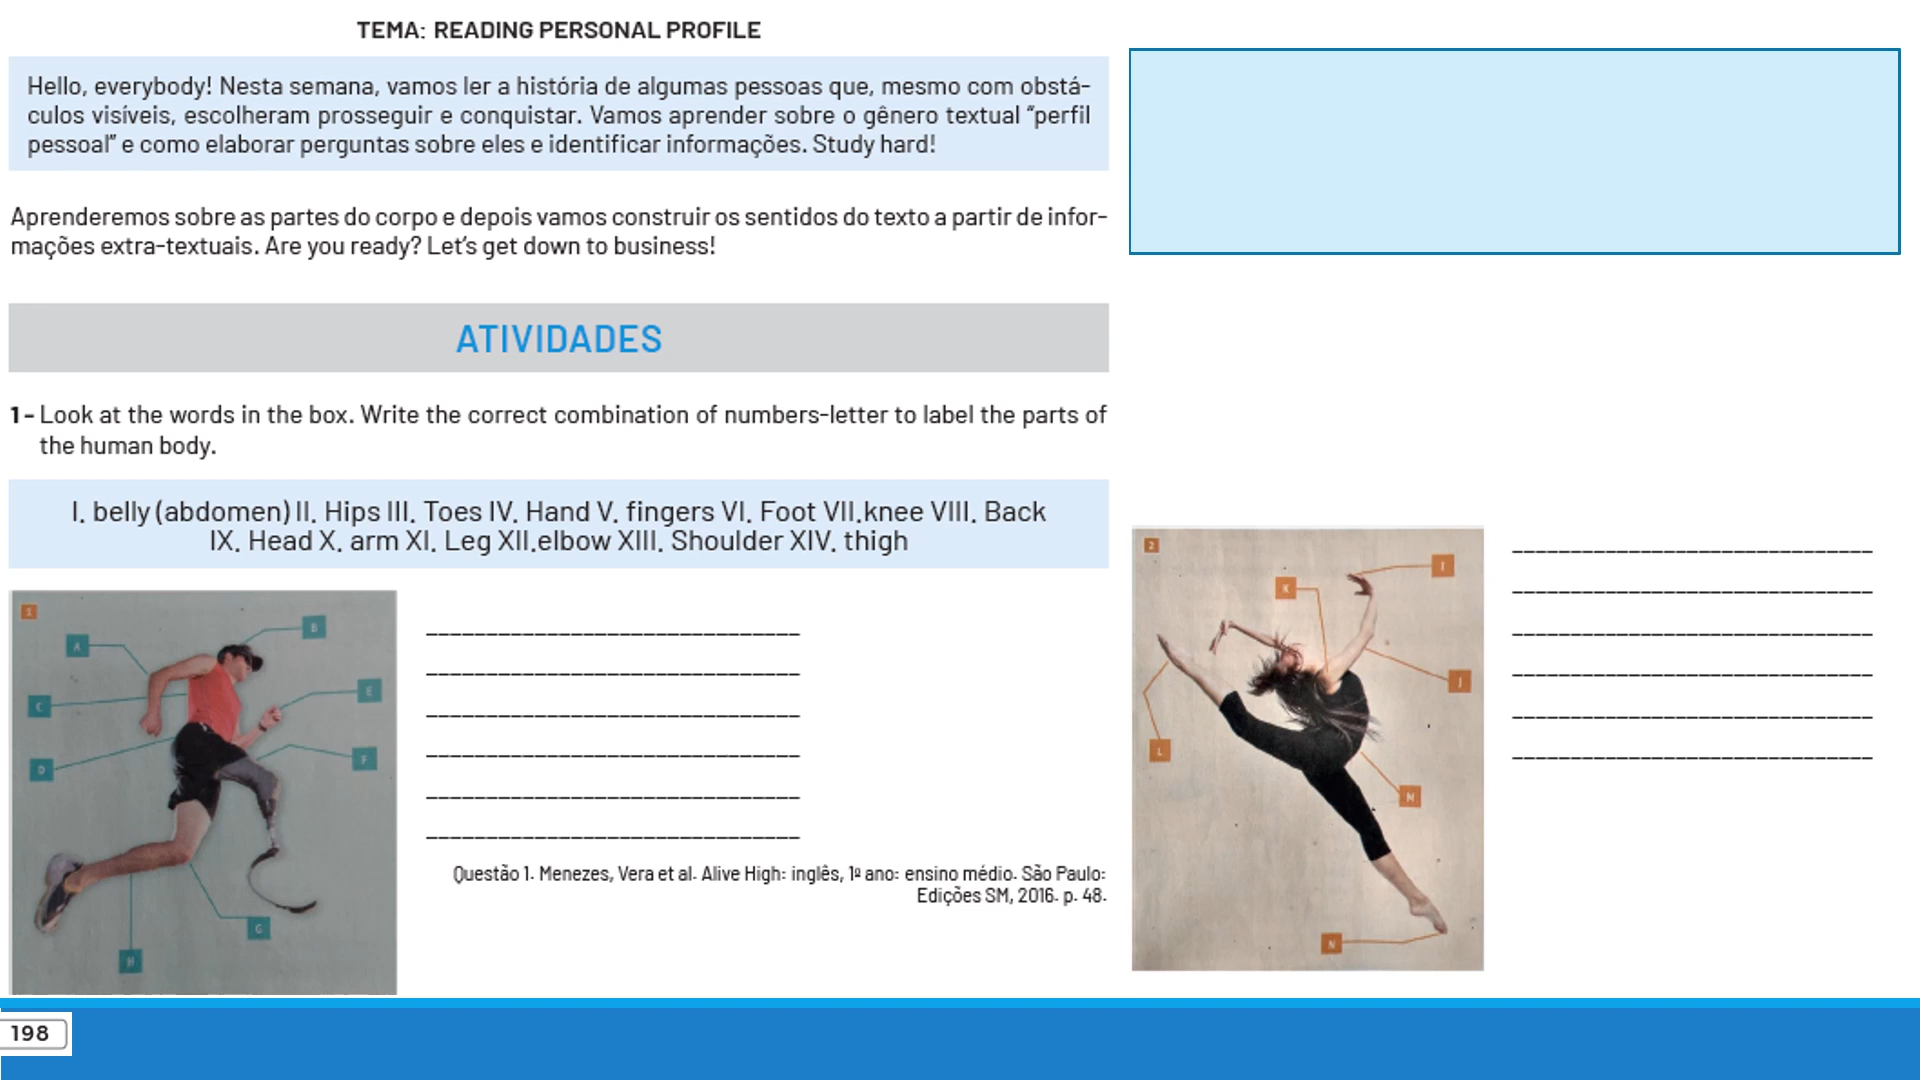 TEMA: READING PERSONAL PROFILE
Hello, everybody! Nesta semana, vamos ler a história de algumas pessoas que, mesmo com obstá-
culos visíveis, escolheram prosseguir e conquistar. Vamos aprender sobre o gênero textual “perfil
pessoal” e como elaborar perguntas sobre eles e identificar informações. Study hard!
Aprenderemos sobre as partes do corpo e depois vamos construir os sentidos do texto a partir de infor-
mações extra-textuais. Are you ready? Let’s get down to business!
ATIVIDADES
1 - Look at the words in the box. Write the correct combination of numbers-letter to label the parts of
the human body.
I. belly (abdomen) II. Hips III. Toes IV. Hand V. fingers VI. Foot VII.knee VIII. Back
IX. Head X. arm XI. Leg XII.elbow XIII. Shoulder XIV. thigh
1
A
B
C
D
E
F
G
H
Questão 1. Menezes, Vera et al. Alive High: inglês, 1º ano: ensino médio. São Paulo:
Edições SM, 2016. p. 48.
2
I
K
J
L
M
N
198